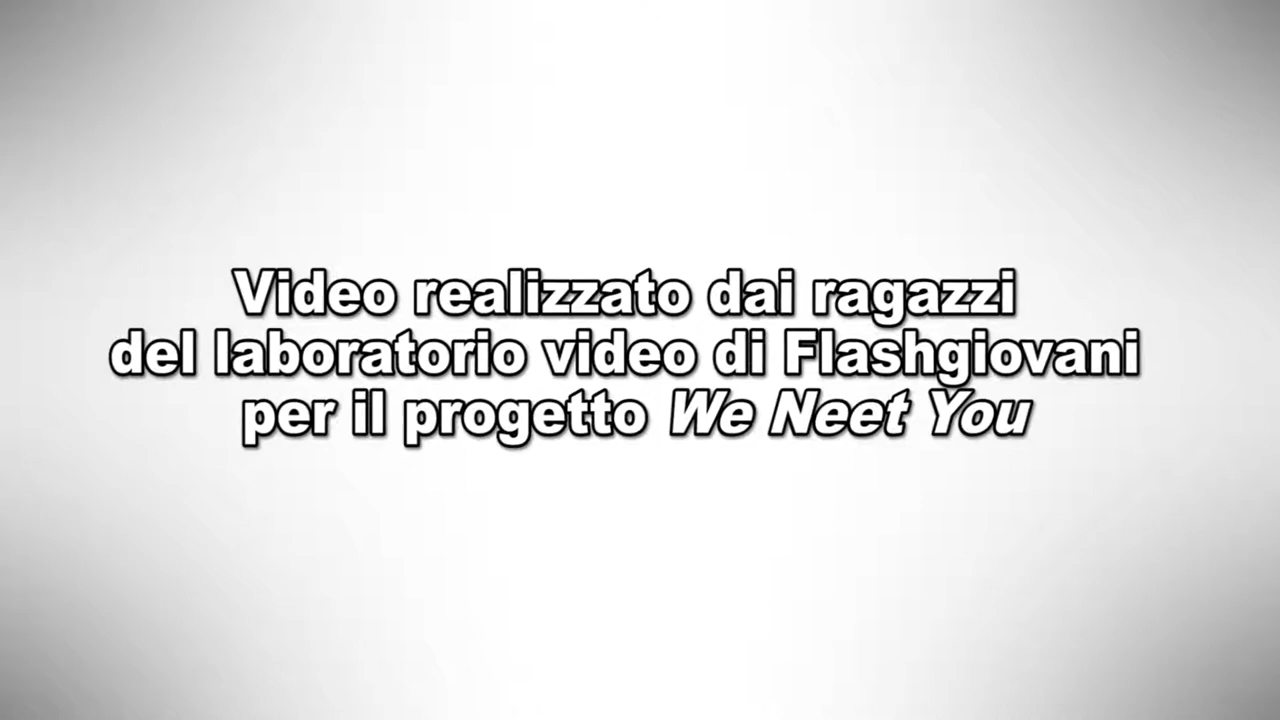 Video realizzato dai ragazzi
del laboratorio video di Flashgiovani
per il progetto We Neet You